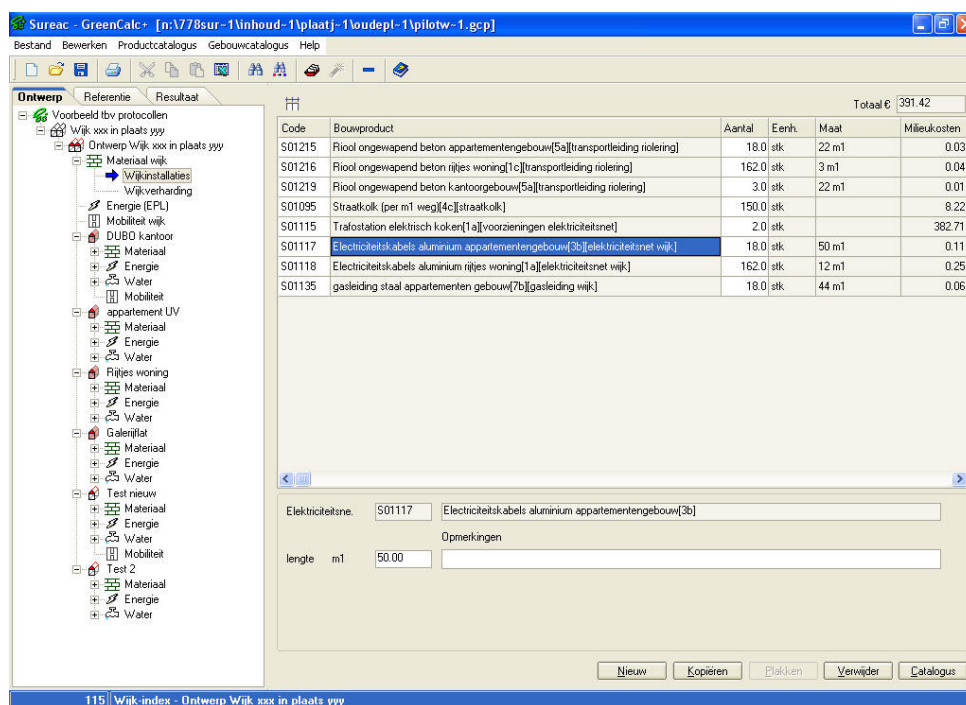 Sureac - GreenCalc+ [n:\778sur~1\inhoud~1\plaatj~1\oudepl~1\pilotw~1.gcp]
Bestand Bewerken Productcatalogus Gebouwcatalogus Help
Ontwerp Referentie Resultaat
Voorbeeld tbv protocollen
Wijk xxx in plaats yyy
Ontwerp Wijk xxx in plaats yyy
Materiaal wijk
Wijkinstallaties
Wijkverharding
Energie (EPL)
Mobiliteit wijk
DUBO kantoor
Materiaal
Energie
Water
Mobiliteit
appartement UV
Materiaal
Energie
Water
Rijtjes woning
Materiaal
Energie
Water
Galerijflat
Materiaal
Energie
Water
Test nieuw
Materiaal
Energie
Water
Mobiliteit
Test 2
Materiaal
Energie
Water
Totaal € 391.42
Code Bouwproduct Aantal Eenh. Maat Milieukosten
S01215 Riool ongewapend beton appartementengebouw[5a][transportleiding riolering] 18.0 stk 22 m1 0.03
S01216 Riool ongewapend beton rijtjes woning[1c][transportleiding riolering] 162.0 stk 3 m1 0.04
S01219 Riool ongewapend beton kantoorgebouw[5a][transportleiding riolering] 3.0 stk 22 m1 0.01
S01095 Straatkolk (per m1 weg)[4c][straatkolk] 150.0 stk 8.22
S01115 Trafostation elektrisch koken[1a][voorzieningen elektriciteitsnet] 2.0 stk 382.71
S01117 Electriciteitskabels aluminium appartementengebouw[3b][elektriciteitsnet wijk] 18.0 stk 50 m1 0.11
S01118 Electriciteitskabels aluminium rijtjes woning[1a][elektriciteitsnet wijk] 162.0 stk 12 m1 0.25
S01135 gasleiding staal appartementen gebouw[7b][gasleiding wijk] 18.0 stk 44 m1 0.06
Elektriciteitsne. S01117 Electriciteitskabels aluminium appartementengebouw[3b]
Opmerkingen
lengte m1 50.00
Nieuw Kopiëren Plakken Verwijder Catalogus
115 Wijk-index - Ontwerp Wijk xxx in plaats yyy